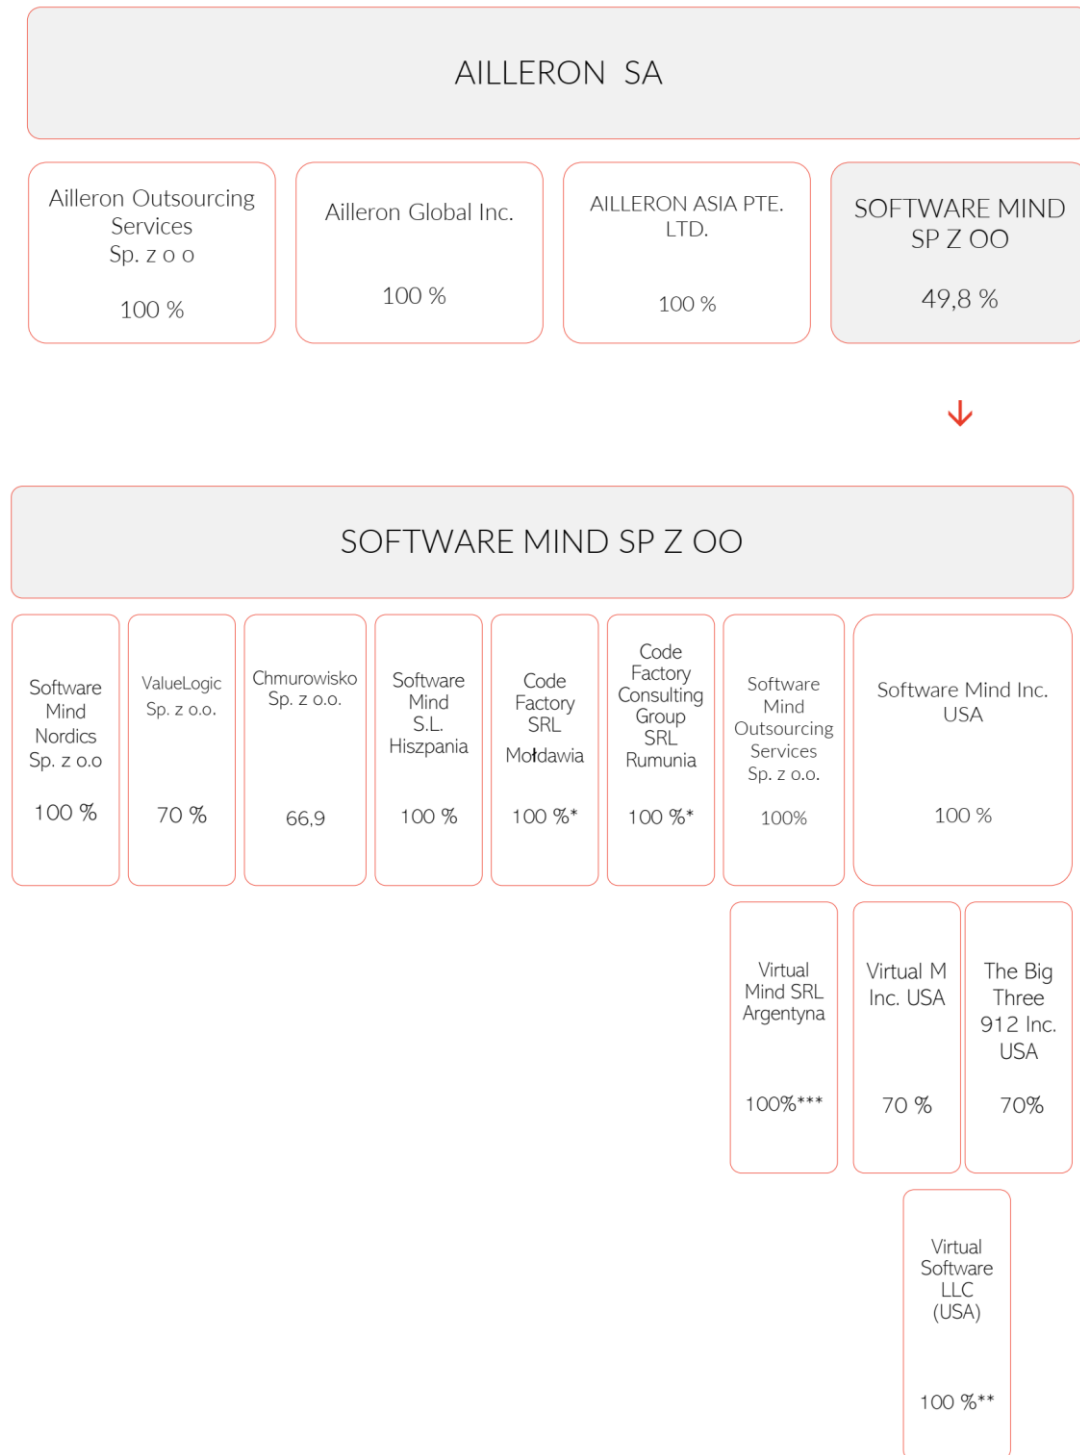 AILLERON SA
Ailleron Outsourcing
Services
Sp. z o o
100 %
Ailleron Global Inc.
100 %
AILLERON ASIA PTE.
LTD.
100 %
SOFTWARE MIND
SP Z OO
49,8 %
SOFTWARE MIND SP Z OO
Software
Mind
Nordics
Sp. z o.o
100 %
ValueLogic
Sp. z o.o.
70 %
Chmurowisko
Sp. z o.o.
66,9
Software
Mind
S.L.
Hiszpania
100 %
Code
Factory
SRL
Mołdawia
100 %*
Code
Factory
Consulting
Group
SRL
Rumunia
100 %*
Software
Mind
Outsourcing
Services
Sp. z o.o.
100%
Software Mind Inc.
USA
100 %
Virtual
Mind SRL
Argentyna
100%***
Virtual M
Inc. USA
70 %
The Big
Three
912 Inc.
USA
70%
Virtual
Software
LLC
(USA)
100 %**